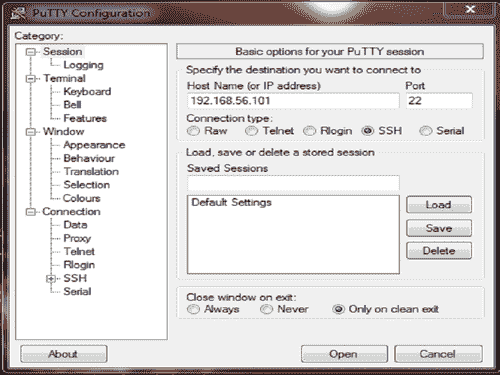 PuTTY Configuration
Category:
Session
Logging
Terminal
Keyboard
Bell
Features
Window
Appearance
Behaviour
Translation
Selection
Colours
Connection
Data
Proxy
Telnet
Rlogin
SSH
Serial
Basic options for your PuTTY session
Specify the destination you want to connect to
Host Name (or IP address) Port
192.168.56.101 22
Connection type:
Raw Telnet Rlogin SSH Serial
Load, save or delete a stored session
Saved Sessions
Default Settings
Load
Save
Delete
Close window on exit:
Always Never Only on clean exit
About Open Cancel